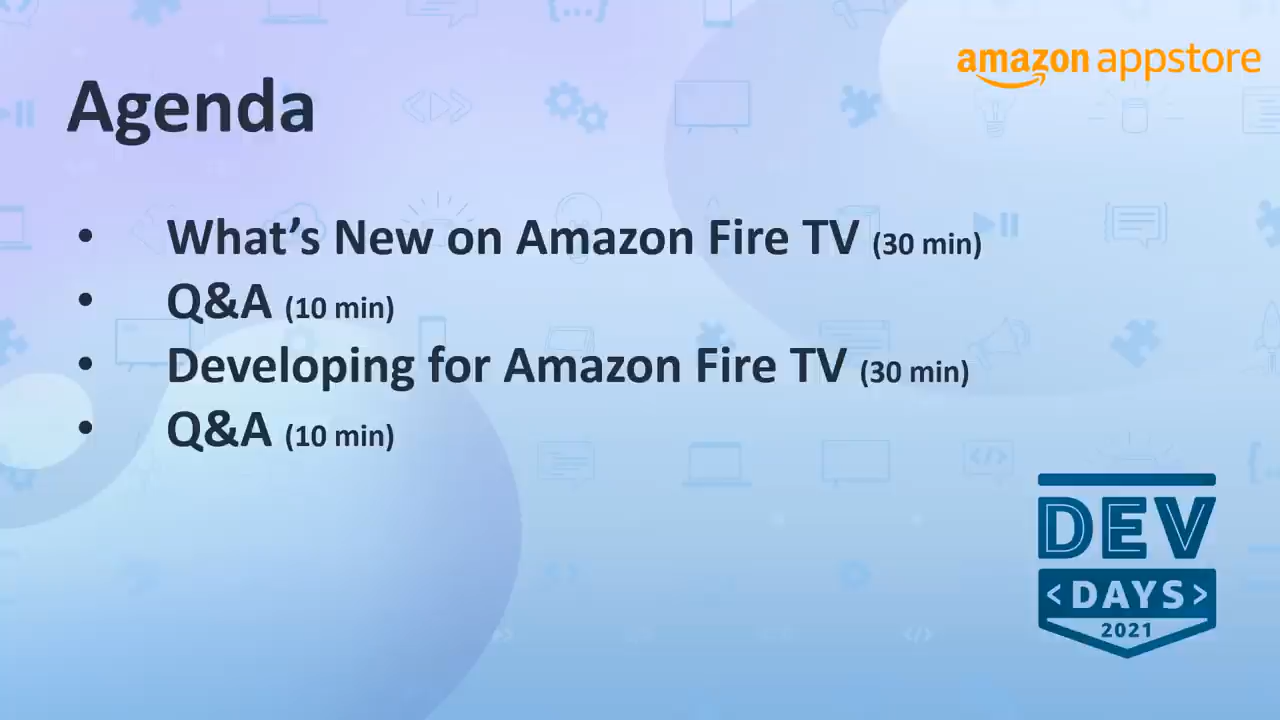 amazon appstore
Agenda
• What's New on Amazon Fire TV (30 min)
• Q&A (10 min)
• Developing for Amazon Fire TV (30 min)
• Q&A (10 min)
DEV
<DAYS>
2021